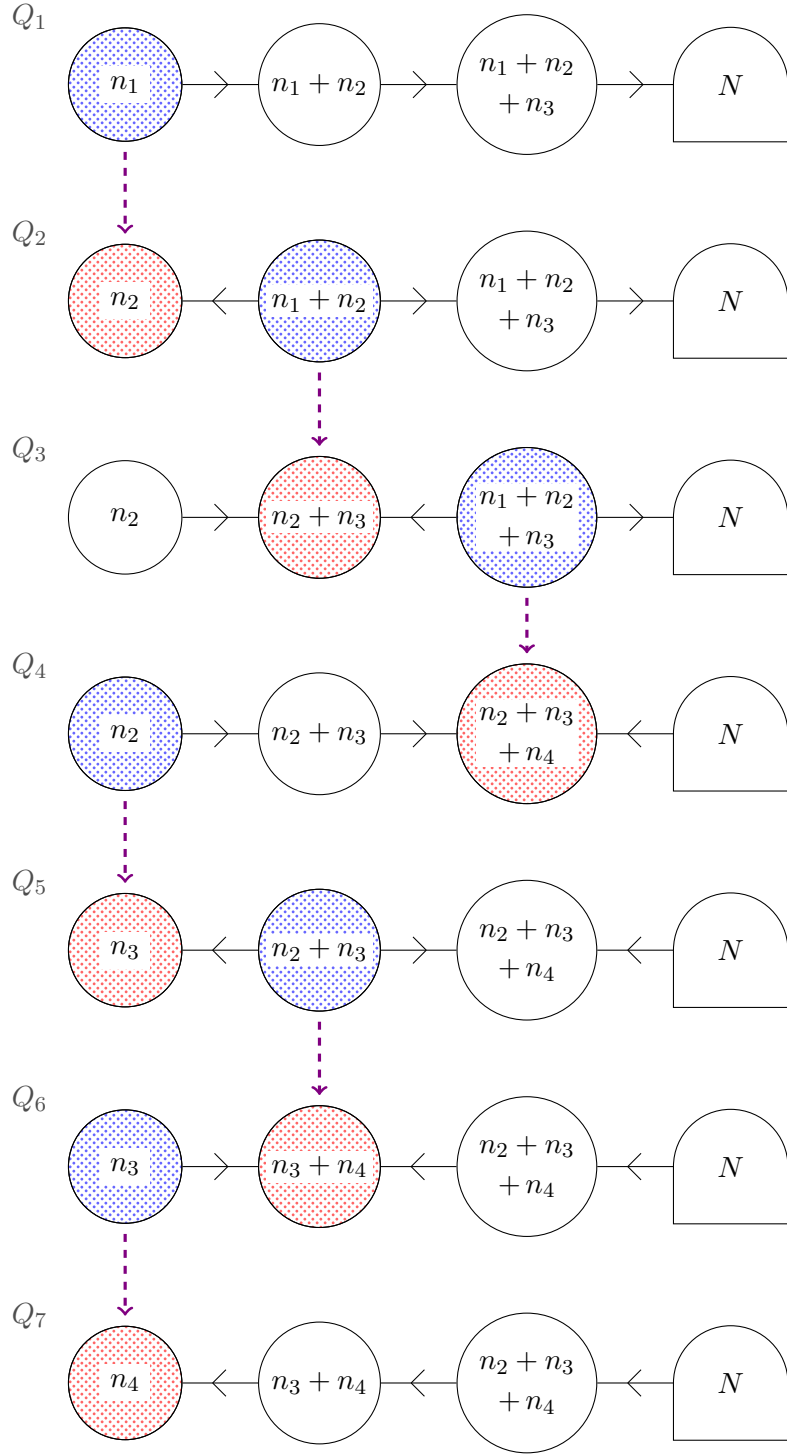 Q₁
n₁ n₁ + n₂ n₁ + n₂ N
+ n₃
Q₂
n₂ n₁ + n₂ n₁ + n₂ N
+ n₃
Q₃
n₂ n₂ + n₃ n₁ + n₂ N
+ n₃
Q₄
n₂ n₂ + n₃ n₂ + n₃ N
+ n₄
Q₅
n₃ n₂ + n₃ n₂ + n₃ N
+ n₄
Q₆
n₃ n₃ + n₄ n₂ + n₃ N
+ n₄
Q₇
n₄ n₃ + n₄ n₂ + n₃ N
+ n₄